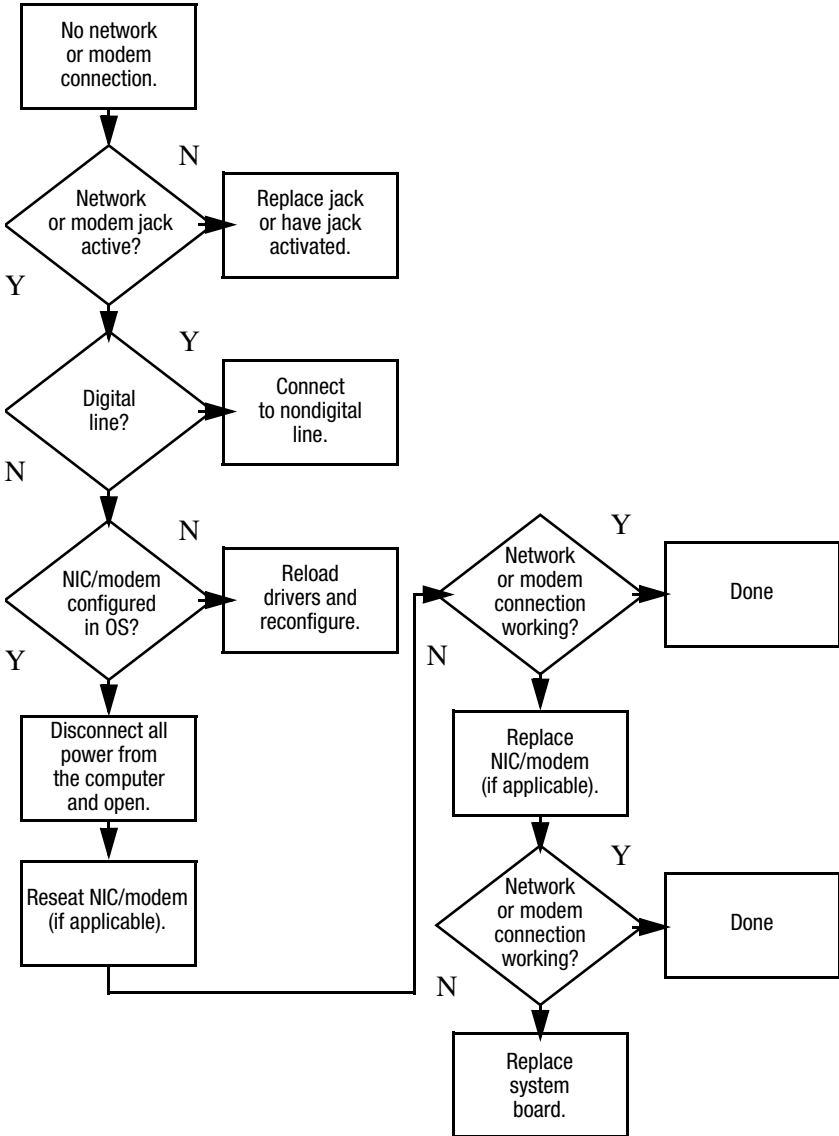 No network
or modem
connection.
N
Network
or modem jack
active?
Replace jack
or have jack
activated.
Y
Y
Digital
line?
Connect
to nondigital
line.
N
N
NIC/modem
configured
in OS?
Reload
drivers and
reconfigure.
Y
Disconnect all
power from
the computer
and open.
Reseat NIC/modem
(if applicable).
Y
Network
or modem
connection
working?
Done
N
Replace
NIC/modem
(if applicable).
Y
Network
or modem
connection
working?
Done
N
Replace
system
board.